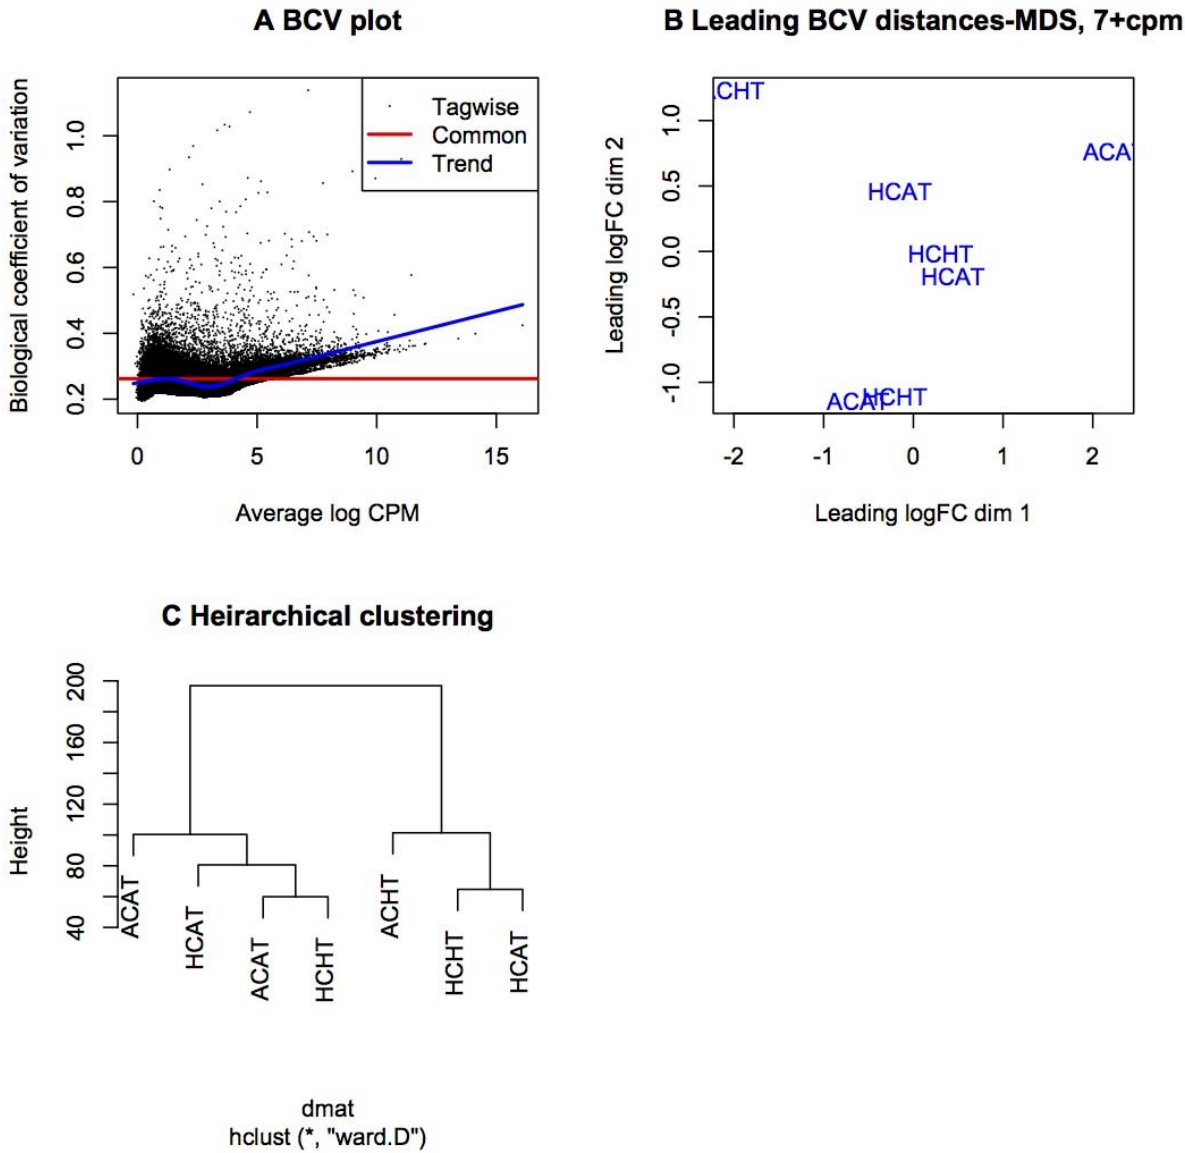 A BCV plot
Biological coefficient of variation
1.0
0.8
0.6
0.4
0.2
Tagwise
Common
Trend
0 5 10 15
Average log CPM
B Leading BCV distances-MDS, 7+cpm
Leading logFC dim 2
1.0
0.5
0.0
-0.5
-1.0
CHT
ACA
HCAT
HCHT
HCAT
ACAT
HCHT
-2 -1 0 1 2
Leading logFC dim 1
C Heirarchical clustering
Height
200
160
120
80
40
ACAT
HCAT
ACAT
HCHT
ACHT
HCHT
HCAT
dmat
hclust (*, "ward.D")